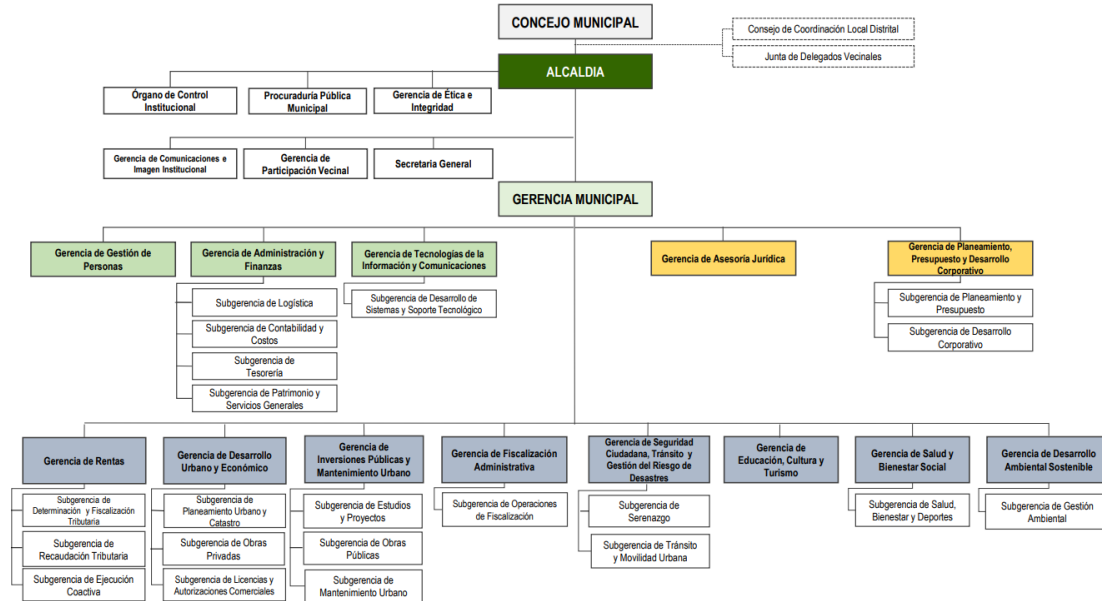 CONCEJO MUNICIPAL
Consejo de Coordinación Local Distrital
Junta de Delegados Vecinales
ALCALDIA
Órgano de Control
Institucional
Procuraduría Pública
Municipal
Gerencia de Ética e
Integridad
Gerencia de Comunicaciones e
Imagen Institucional
Gerencia de
Participación Vecinal
Secretaria General
GERENCIA MUNICIPAL
Gerencia de Gestión de
Personas
Gerencia de Administración y
Finanzas
Gerencia de Tecnologías de la
Información y Comunicaciones
Gerencia de Asesoría Jurídica
Gerencia de Planeamiento,
Presupuesto y Desarrollo
Corporativo
Subgerencia de Logística
Subgerencia de Contabilidad y
Costos
Subgerencia de
Tesorería
Subgerencia de Patrimonio y
Servicios Generales
Subgerencia de Desarrollo de
Sistemas y Soporte Tecnológico
Subgerencia de Planeamiento y
Presupuesto
Subgerencia de Desarrollo
Corporativo
Gerencia de Rentas
Gerencia de Desarrollo
Urbano y Económico
Gerencia de
Inversiones Públicas y
Mantenimiento Urbano
Gerencia de Fiscalización
Administrativa
Gerencia de Seguridad
Ciudadana, Tránsito y
Gestión del Riesgo de
Desastres
Gerencia de
Educación, Cultura y
Turismo
Gerencia de Salud y
Bienestar Social
Gerencia de Desarrollo
Ambiental Sostenible
Subgerencia de
Determinación y Fiscalización
Tributaria
Subgerencia de
Recaudación Tributaria
Subgerencia de Ejecución
Coactiva
Subgerencia de
Planeamiento Urbano y
Catastro
Subgerencia de Obras
Privadas
Subgerencia de Licencias y
Autorizaciones Comerciales
Subgerencia de Estudios
y Proyectos
Subgerencia de Obras
Públicas
Subgerencia de
Mantenimiento Urbano
Subgerencia de Operaciones
de Fiscalización
Subgerencia de
Serenazgo
Subgerencia de Tránsito
y Movilidad Urbana
Subgerencia de Salud,
Bienestar y Deportes
Subgerencia de Gestión
Ambiental